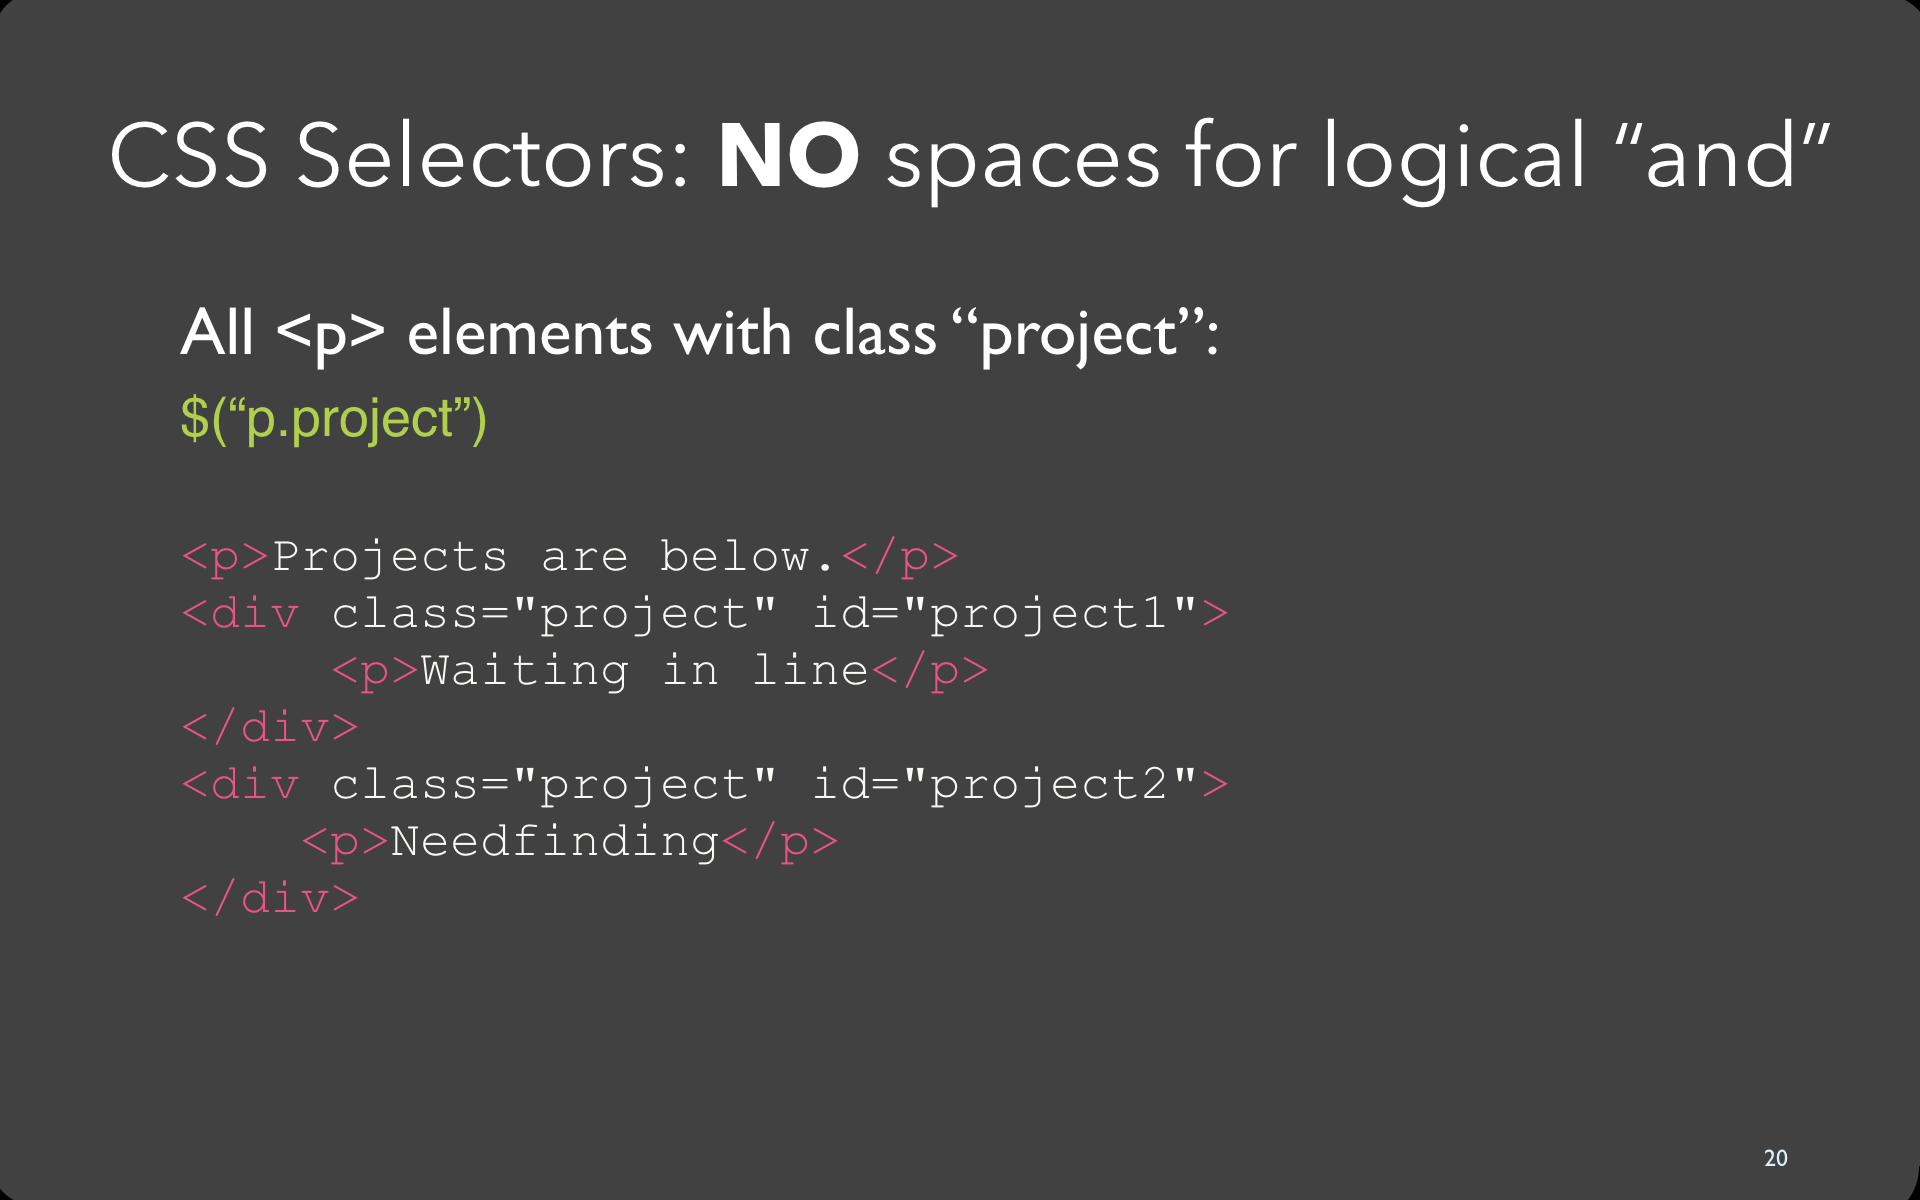 CSS Selectors: NO spaces for logical “and”
All <p> elements with class “project”:
$(“p.project”)
<p>Projects are below.</p>
<div class="project" id="project1">
     <p>Waiting in line</p>
</div>
<div class="project" id="project2">
    <p>Needfinding</p>
</div>
20